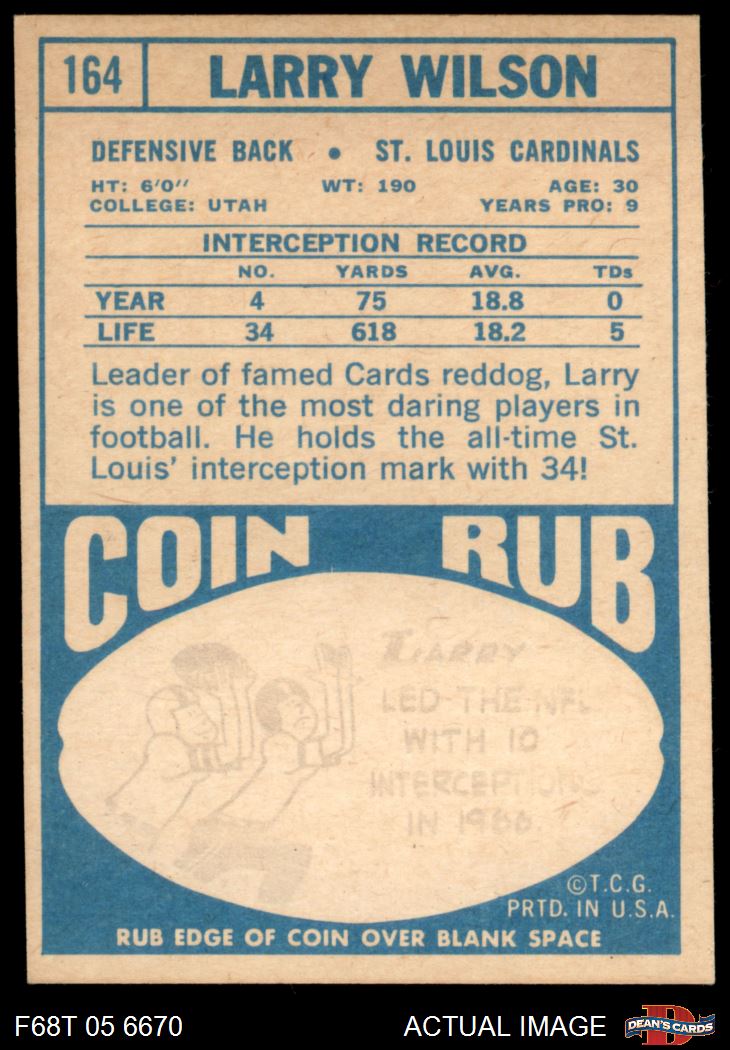 164 LARRY WILSON
DEFENSIVE BACK • ST. LOUIS CARDINALS
HT: 6'0" WT: 190 AGE: 30
COLLEGE: UTAH YEARS PRO: 9
INTERCEPTION RECORD
NO. YARDS AVG. TDs
YEAR 4 75 18.8 0
LIFE 34 618 18.2 5
Leader of famed Cards reddog, Larry
is one of the most daring players in
football. He holds the all-time St.
Louis' interception mark with 34!
COIN RUB
LARRY
LED THE NFL
WITH 10
INTERCEPTIONS
IN 1966.
©T.C.G.
PRTD. IN U.S.A.
RUB EDGE OF COIN OVER BLANK SPACE
F68T 05 6670 ACTUAL IMAGE D DEAN'S CARDS